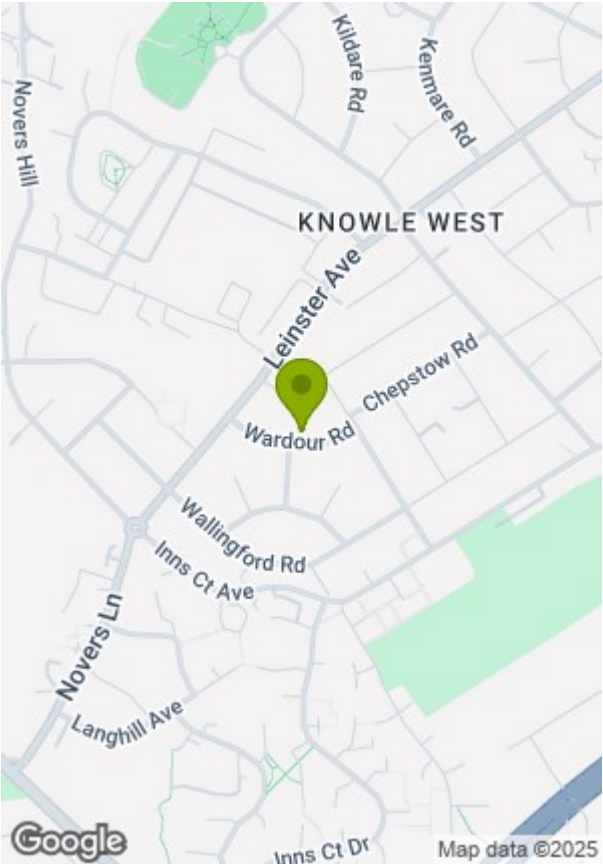 Kildare Rd
Kenmare Rd
Novers Hill
KNOWLE WEST
Leinster Ave
Chepstow Rd
Wardour Rd
Wallingford Rd
Inns Ct Ave
Novers Ln
Langhill Ave
Inns Ct Dr
Google
Map data ©2025